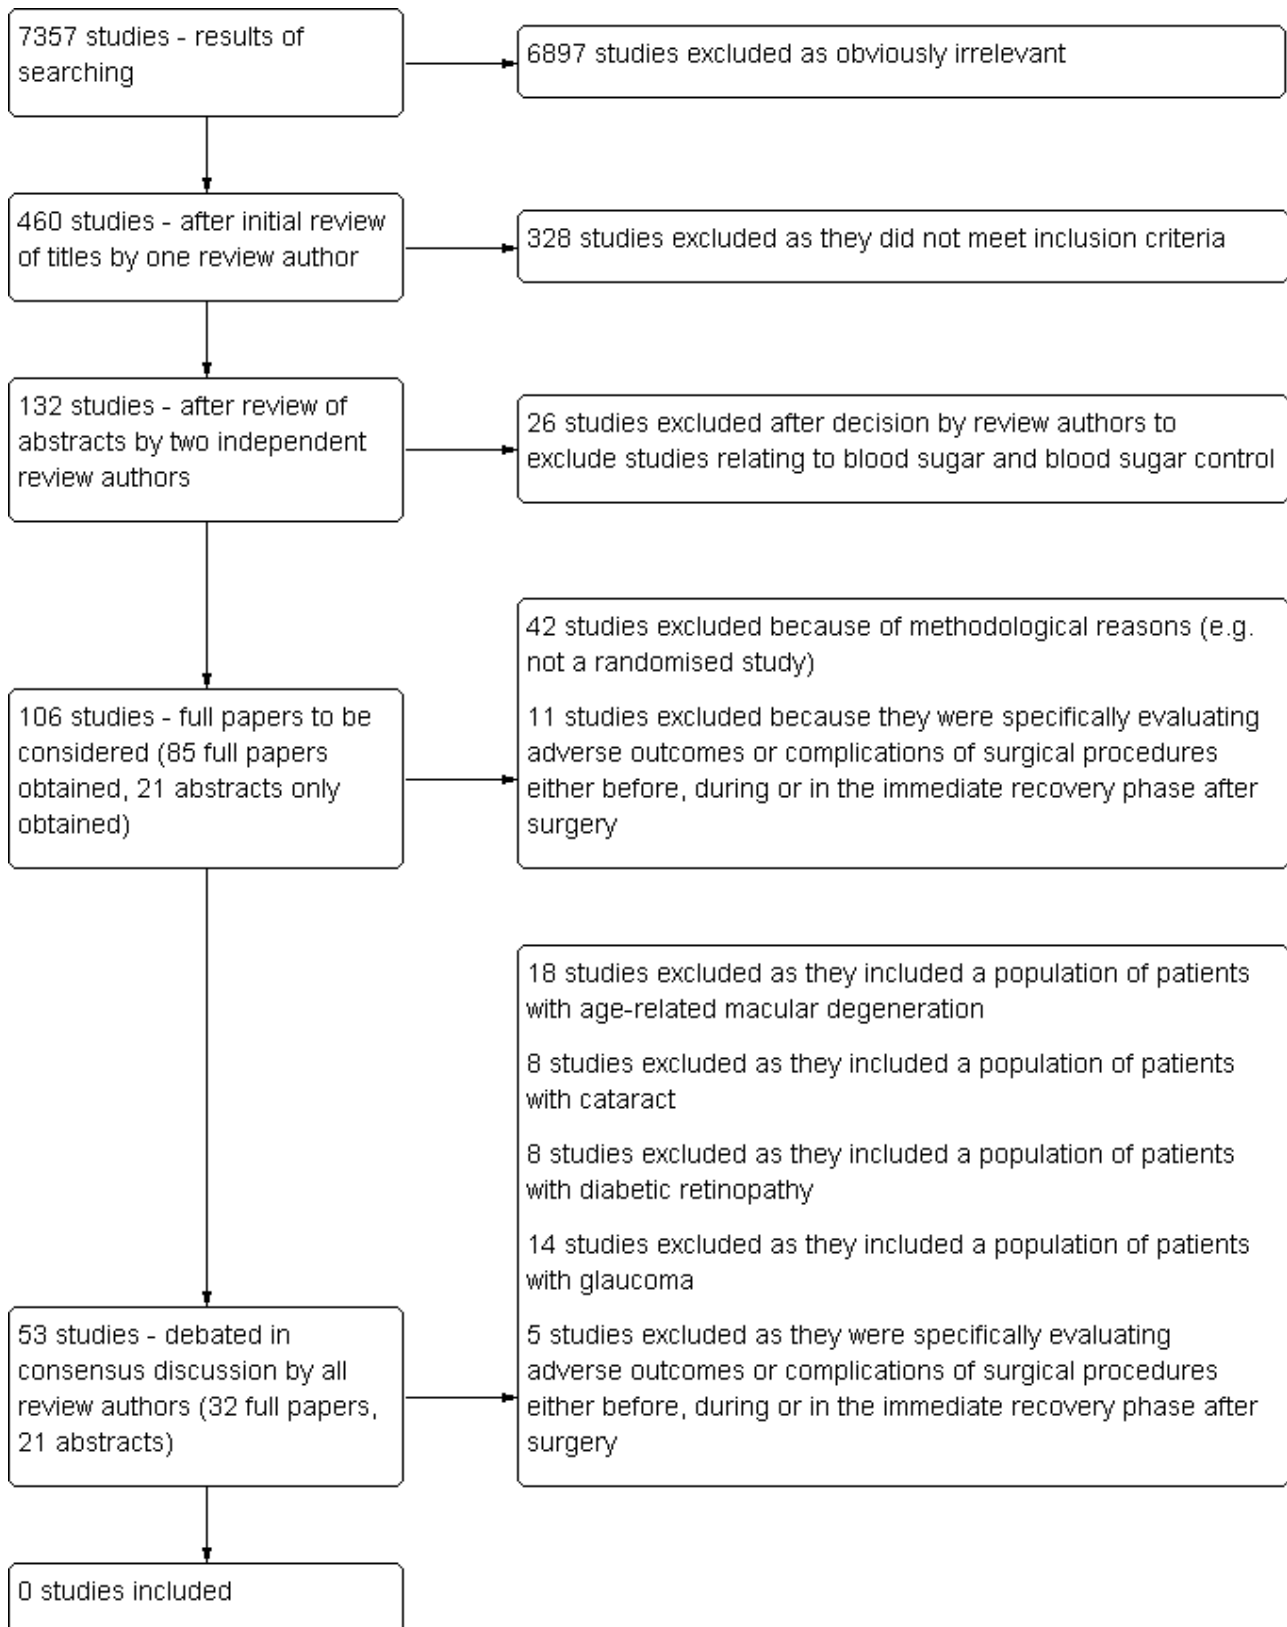 7357 studies - results of
searching
6897 studies excluded as obviously irrelevant
460 studies - after initial review
of titles by one review author
328 studies excluded as they did not meet inclusion criteria
132 studies - after review of
abstracts by two independent
review authors
26 studies excluded after decision by review authors to
exclude studies relating to blood sugar and blood sugar control
106 studies - full papers to be
considered (85 full papers
obtained, 21 abstracts only
obtained)
42 studies excluded because of methodological reasons (e.g.
not a randomised study)
11 studies excluded because they were specifically evaluating
adverse outcomes or complications of surgical procedures
either before, during or in the immediate recovery phase after
surgery
53 studies - debated in
consensus discussion by all
review authors (32 full papers,
21 abstracts)
18 studies excluded as they included a population of patients
with age-related macular degeneration
8 studies excluded as they included a population of patients
with cataract
8 studies excluded as they included a population of patients
with diabetic retinopathy
14 studies excluded as they included a population of patients
with glaucoma
5 studies excluded as they were specifically evaluating
adverse outcomes or complications of surgical procedures
either before, during or in the immediate recovery phase after
surgery
0 studies included